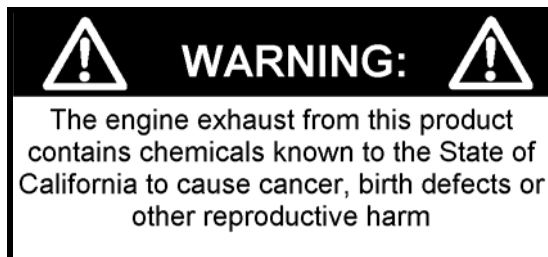 WARNING:
The engine exhaust from this product
contains chemicals known to the State of
California to cause cancer, birth defects or
other reproductive harm